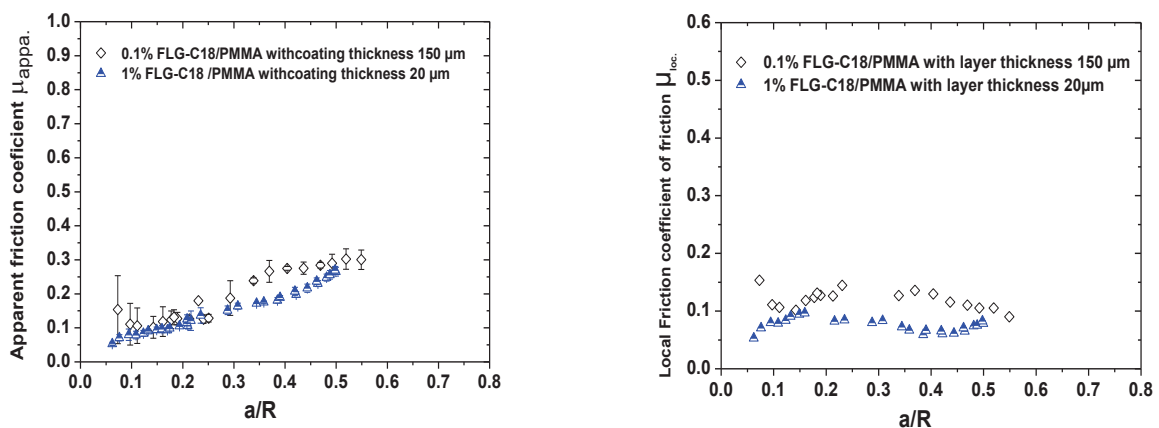 Apparent friction coeficient μappa.
1.0
0.9
0.8
0.7
0.6
0.5
0.4
0.3
0.2
0.1
0.0
0.1% FLG-C18/PMMA withcoating thickness 150 μm
1% FLG-C18 /PMMA withcoating thickness 20 μm
0.0 0.1 0.2 0.3 0.4 0.5 0.6 0.7 0.8
a/R
Local Friction coefficient of friction μloc.
0.6
0.5
0.4
0.3
0.2
0.1
0.0
0.1% FLG-C18/PMMA with layer thickness 150 μm
1% FLG-C18/PMMA with layer thickness 20μm
0.0 0.1 0.2 0.3 0.4 0.5 0.6 0.7 0.8
a/R